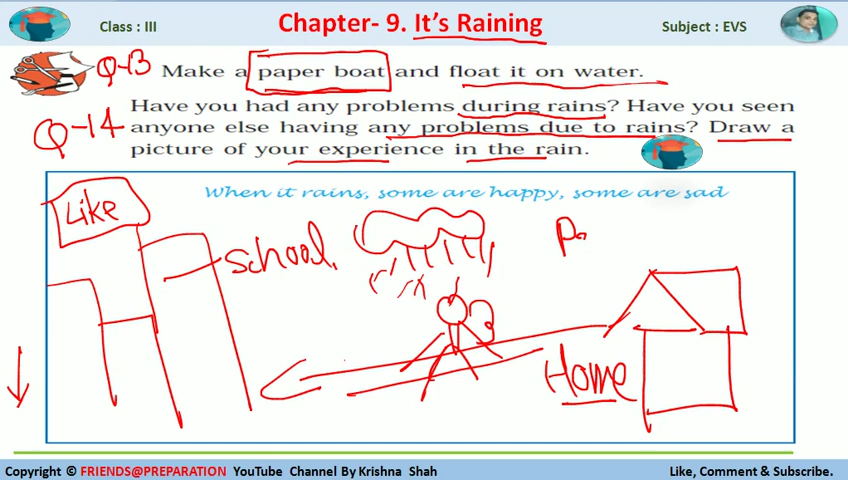 Class : III
Chapter- 9. It's Raining
Subject : EVS
Q-13 Make a paper boat and float it on water.
Have you had any problems during rains? Have you seen
Q-14 anyone else having any problems due to rains? Draw a
picture of your experience in the rain.
When it rains, some are happy, some are sad
Like
School.
Home
Copyright © FRIENDS@PREPARATION YouTube Channel By Krishna Shah
Like, Comment & Subscribe.